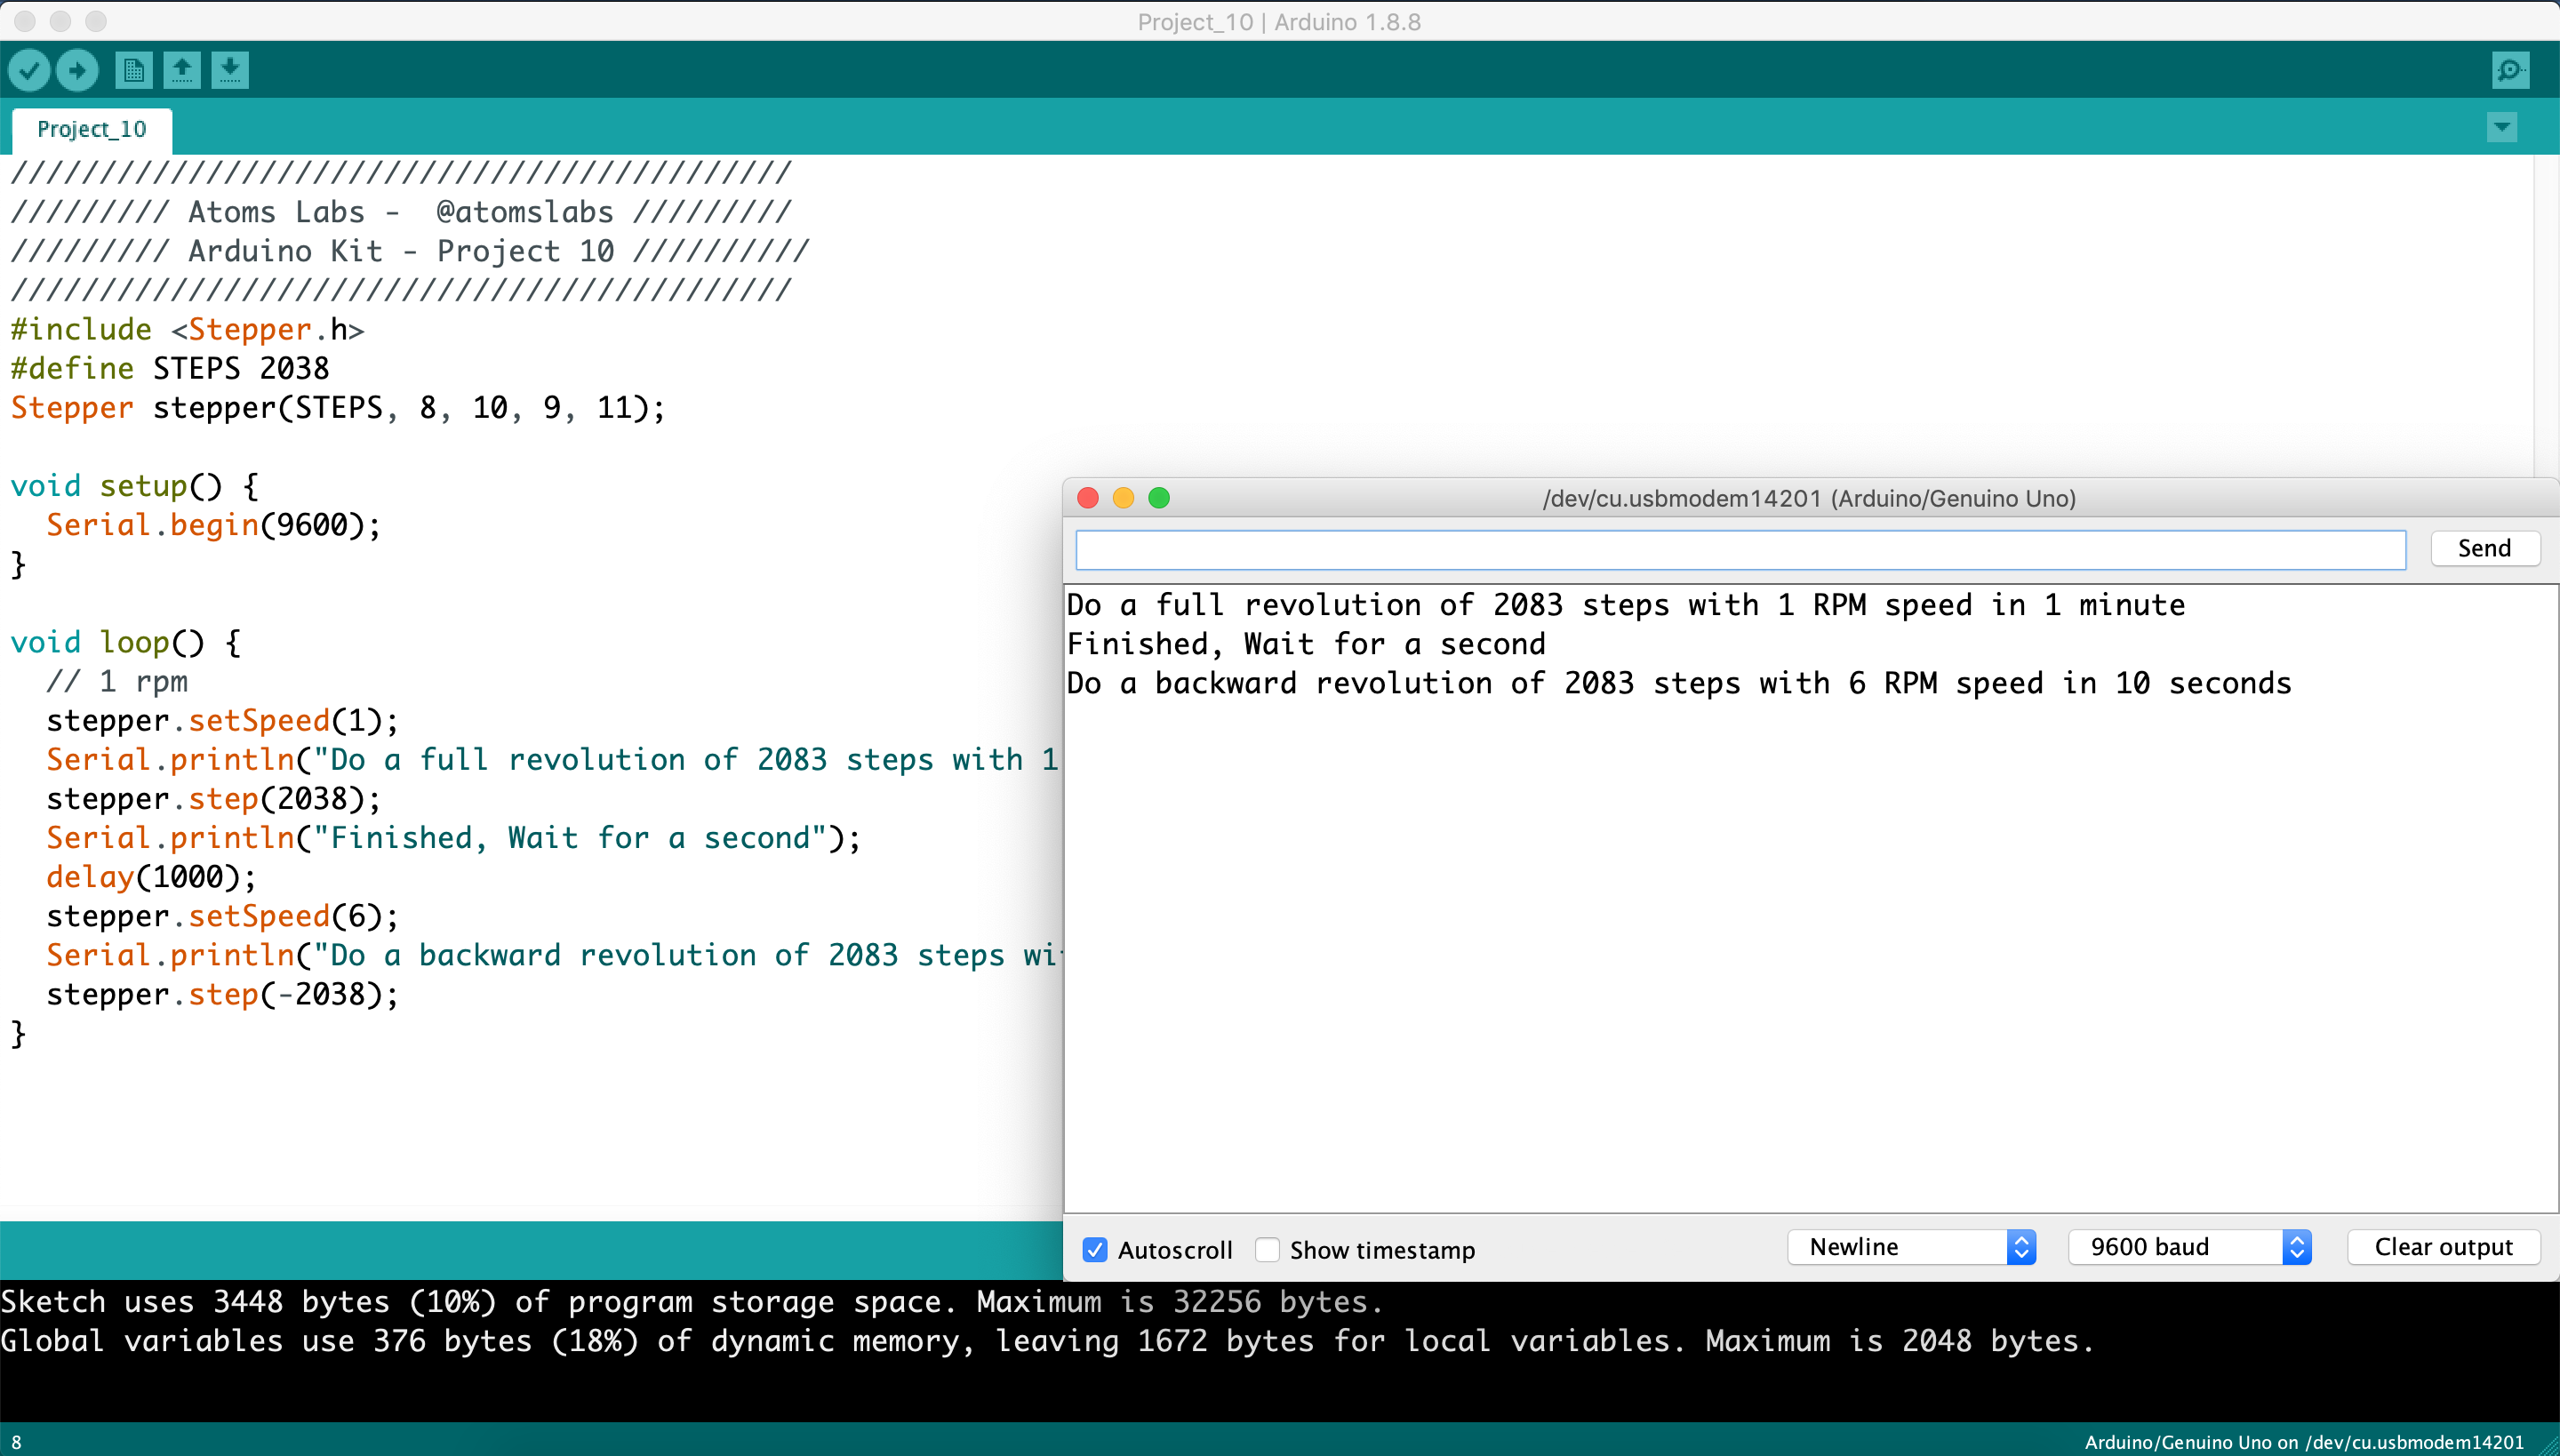 Project_10 | Arduino 1.8.8
Project_10
////////////////////////////////////////////
///////// Atoms Labs -  @atomslabs /////////
///////// Arduino Kit - Project 10 //////////
////////////////////////////////////////////
#include <Stepper.h>
#define STEPS 2038
Stepper stepper(STEPS, 8, 10, 9, 11);
void setup() {
  Serial.begin(9600);
}
void loop() {
  // 1 rpm
  stepper.setSpeed(1);
  Serial.println("Do a full revolution of 2083 steps with 1
  stepper.step(2038);
  Serial.println("Finished, Wait for a second");
  delay(1000);
  stepper.setSpeed(6);
  Serial.println("Do a backward revolution of 2083 steps wi
  stepper.step(-2038);
}
/dev/cu.usbmodem14201 (Arduino/Genuino Uno)
Send
Do a full revolution of 2083 steps with 1 RPM speed in 1 minute
Finished, Wait for a second
Do a backward revolution of 2083 steps with 6 RPM speed in 10 seconds
Autoscroll Show timestamp Newline 9600 baud Clear output
Sketch uses 3448 bytes (10%) of program storage space. Maximum is 32256 bytes.
Global variables use 376 bytes (18%) of dynamic memory, leaving 1672 bytes for local variables. Maximum is 2048 bytes.
8 Arduino/Genuino Uno on /dev/cu.usbmodem14201